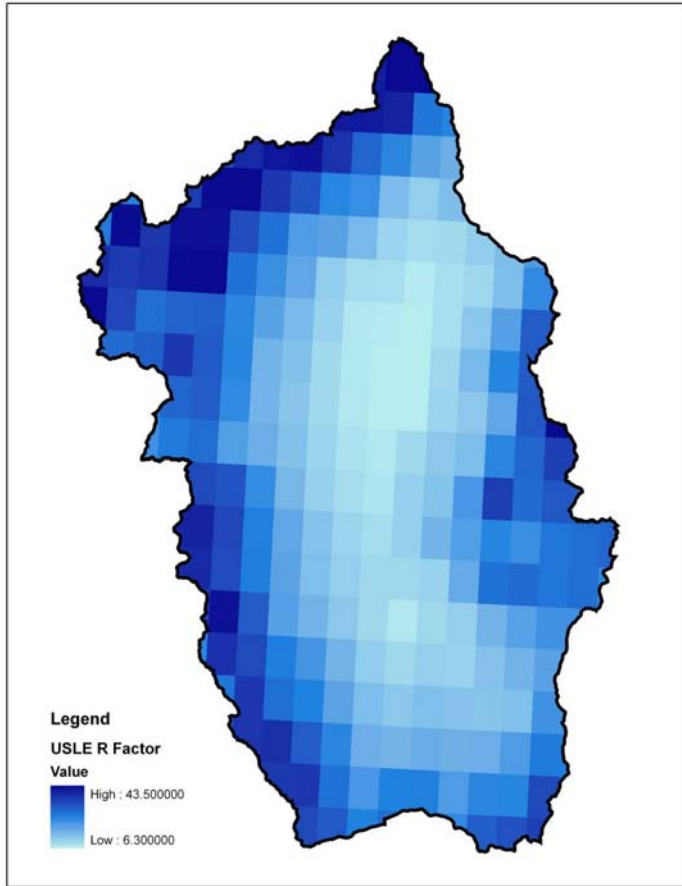 Legend
USLE R Factor
Value
High : 43.500000
Low : 6.300000